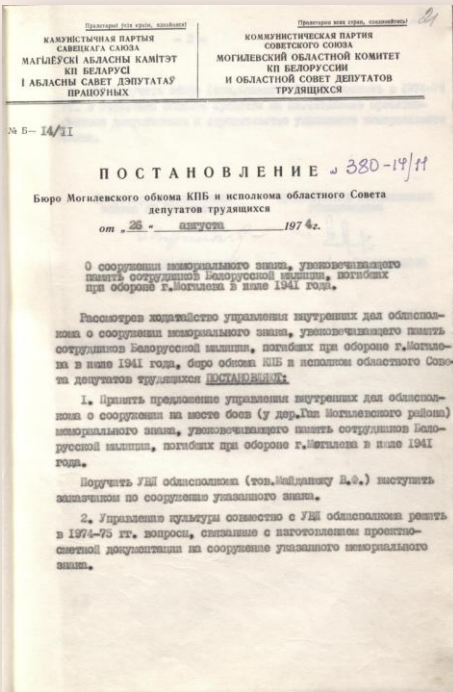 21
Пралетарыі ўсіх краін, яднайцеся!
КАМУНІСТЫЧНАЯ ПАРТЫЯ
САВЕЦКАГА САЮЗА
МАГІЛЁЎСКІ АБЛАСНЫ КАМІТЭТ
КП БЕЛАРУСІ
І АБЛАСНЫ САВЕТ ДЭПУТАТАЎ
ПРАЦОЎНЫХ
Пролетарии всех стран, соединяйтесь!
КОММУНИСТИЧЕСКАЯ ПАРТИЯ
СОВЕТСКОГО СОЮЗА
МОГИЛЕВСКИЙ ОБЛАСТНОЙ КОМИТЕТ
КП БЕЛОРУССИИ
И ОБЛАСТНОЙ СОВЕТ ДЕПУТАТОВ
ТРУДЯЩИХСЯ
№ Б— 14/11
ПОСТАНОВЛЕНИЕ № 380-14/11
Бюро Могилевского обкома КПБ и исполкома областного Совета
депутатов трудящихся
от „26" августа 1974г.
О сооружении мемориального знака, увековечивающего
память сотрудников Белорусской милиции, погибших
при обороне г.Могилева в июле 1941 года.
Рассмотрев ходатайство управления внутренних дел облиспол-
кома о сооружении мемориального знака, увековечивающего память
сотрудников Белорусской милиции, погибших при обороне г.Могиле-
ва в июле 1941 года, бюро обкома КПБ и исполком областного Сове-
та депутатов трудящихся ПОСТАНОВЛЯЮТ:
1. Принять предложение управления внутренних дел облиспол-
кома о сооружении на месте боев (у дер.Гаи Могилевского района)
мемориального знака, увековечивающего память сотрудников Бело-
русской милиции, погибших при обороне г.Могилева в июле 1941
года.
Поручить УВД облисполкома (тов.Майданюку В.Ф.) выступить
заказчиком по сооружению указанного знака.
2. Управлению культуры совместно с УВД облисполкома решить
в 1974-75 гг. вопросы, связанные с изготовлением проектно-
сметной документации на сооружение указанного мемориального
знака.